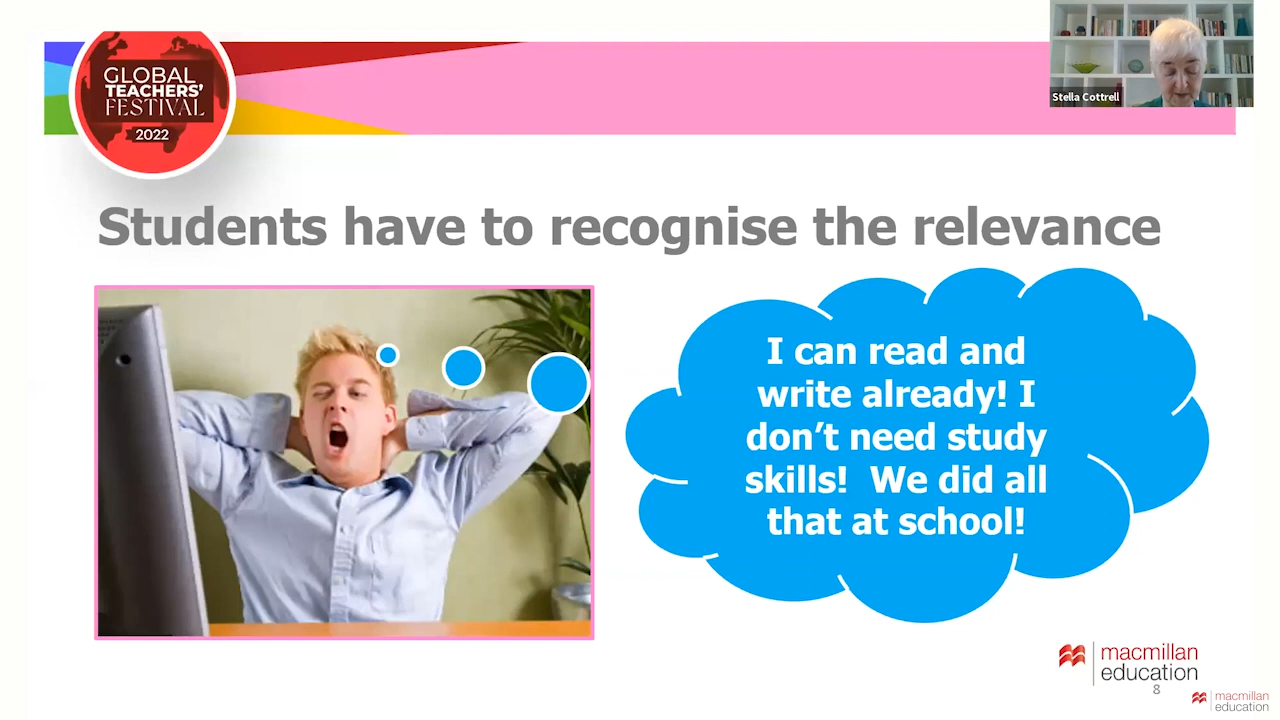 GLOBAL
TEACHERS'
FESTIVAL
2022
Stella Cottrell
Students have to recognise the relevance
I can read and
write already! I
don’t need study
skills!  We did all
that at school!
macmillan
education
8
macmillan
education